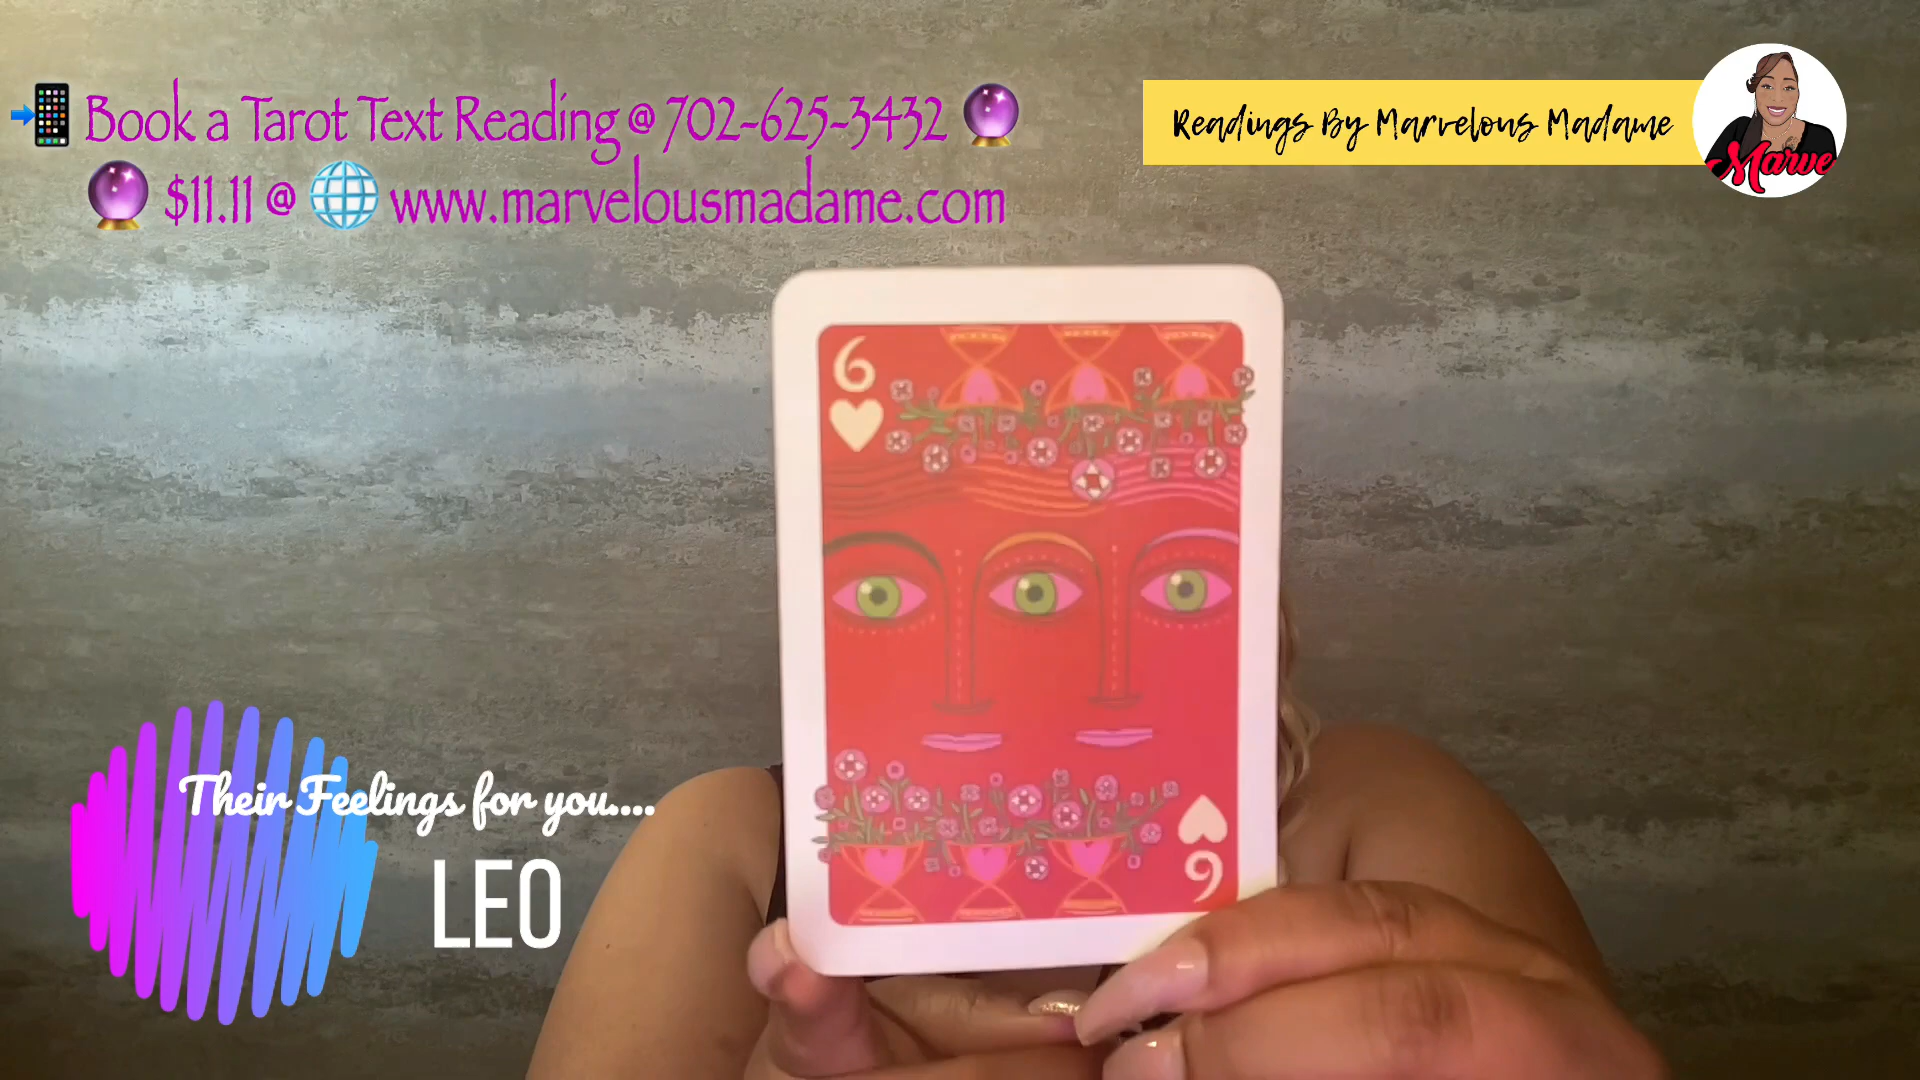 Book a Tarot Text Reading @ 702-625-3432
$11.11 @ www.marvelousmadame.com
Readings By Marvelous Madame
Marve
6
Their Feelings for you....
LEO
6